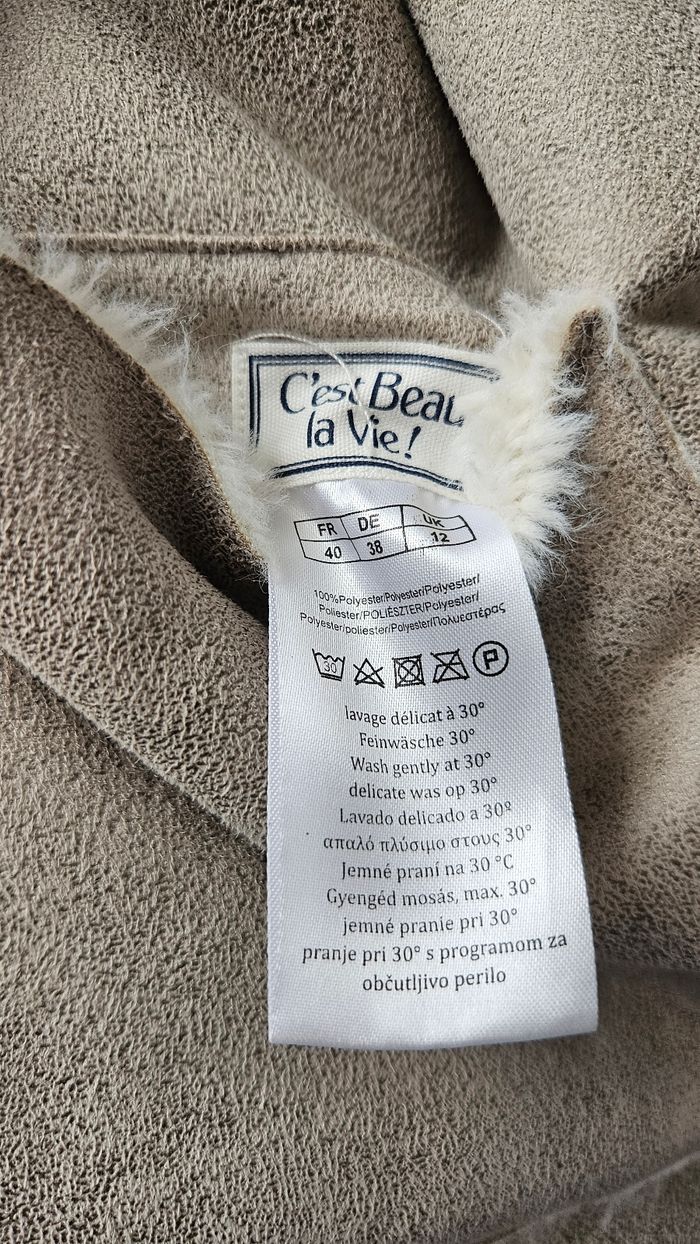 C'est Beau
la Vie!
FR DE UK
40 38 12
100%Polyester/Polyester/Polyester/
Poliester/POLIÉSZTER/Polyester/
Polyester/poliester/Polyester/Πολυεστέρας
30
P
lavage délicat à 30°
Feinwäsche 30°
Wash gently at 30°
delicate was op 30°
Lavado delicado a 30º
απαλό πλύσιμο στους 30°
Jemné praní na 30 °C
Gyengéd mosás, max. 30°
jemné pranie pri 30°
pranje pri 30° s programom za
občutljivo perilo